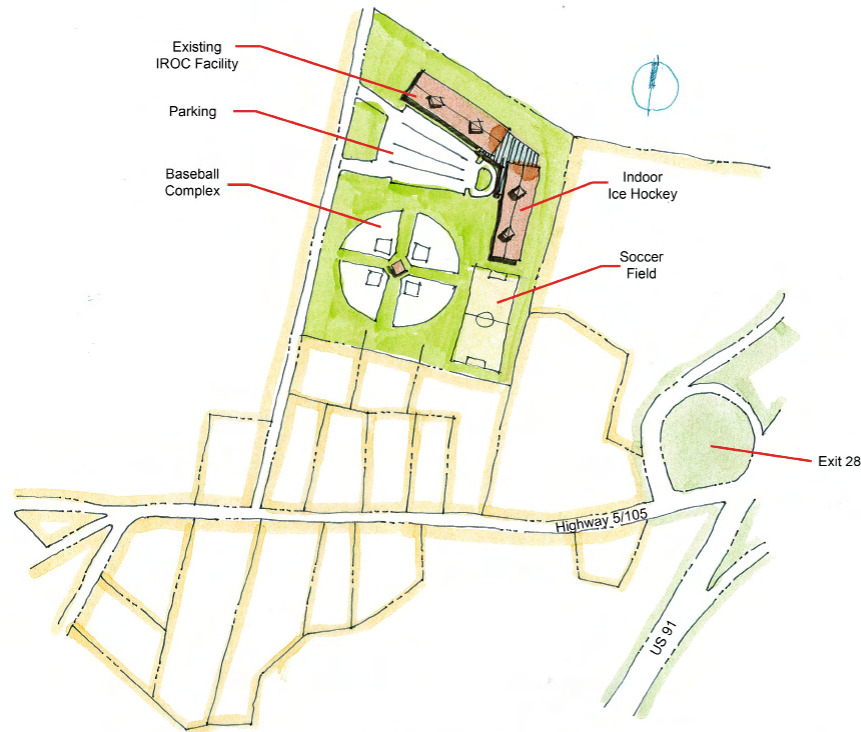 Existing
IROC Facility
Parking
Baseball
Complex
Indoor
Ice Hockey
Soccer
Field
Exit 28
Highway 5/105
US 91